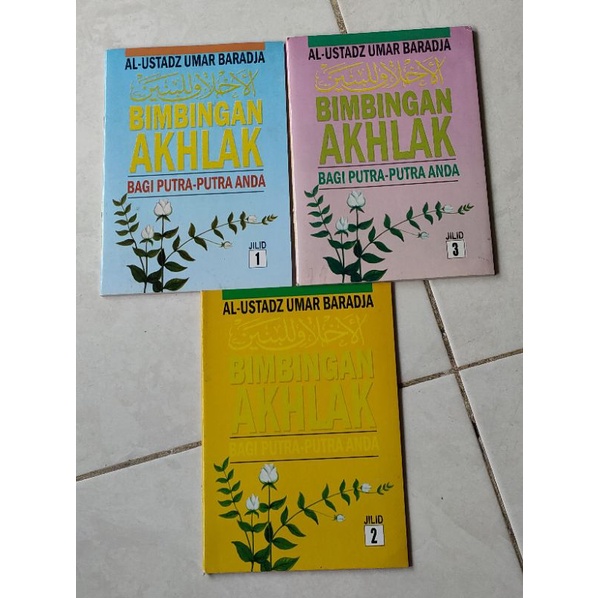 AL-USTADZ UMAR BARADJA
الأخلاق للبنين
BIMBINGAN
AKHLAK
BAGI PUTRA-PUTRA ANDA
JILID
1
AL-USTADZ UMAR BARADJA
الأخلاق للبنين
BIMBINGAN
AKHLAK
BAGI PUTRA-PUTRA ANDA
JILID
3
AL-USTADZ UMAR BARADJA
الأخلاق للبنين
BIMBINGAN
AKHLAK
BAGI PUTRA-PUTRA ANDA
JILID
2